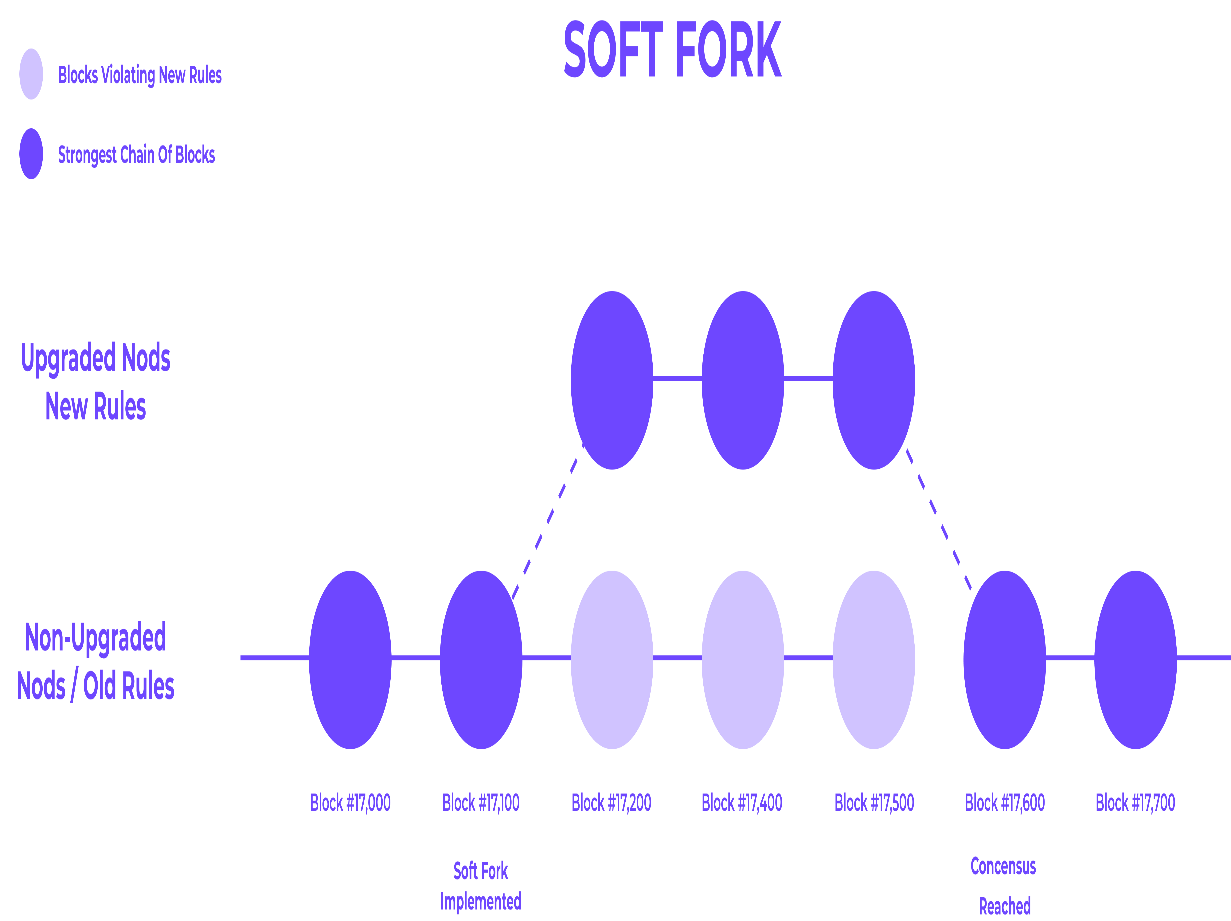 SOFT FORK
Blocks Violating New Rules
Strongest Chain Of Blocks
Upgraded Nods
New Rules
Non-Upgraded
Nods / Old Rules
Block #17,000
Block #17,100
Block #17,200
Block #17,400
Block #17,500
Block #17,600
Block #17,700
Soft Fork
Implemented
Concensus
Reached